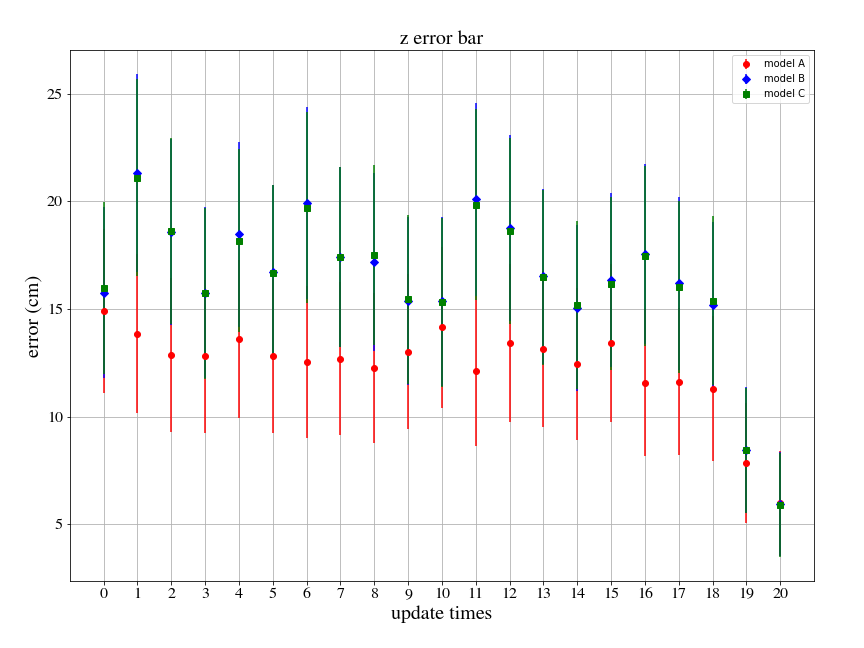 z error bar
model A
model B
model C
25
20
15
10
5
error (cm)
0 1 2 3 4 5 6 7 8 9 10 11 12 13 14 15 16 17 18 19 20
update times